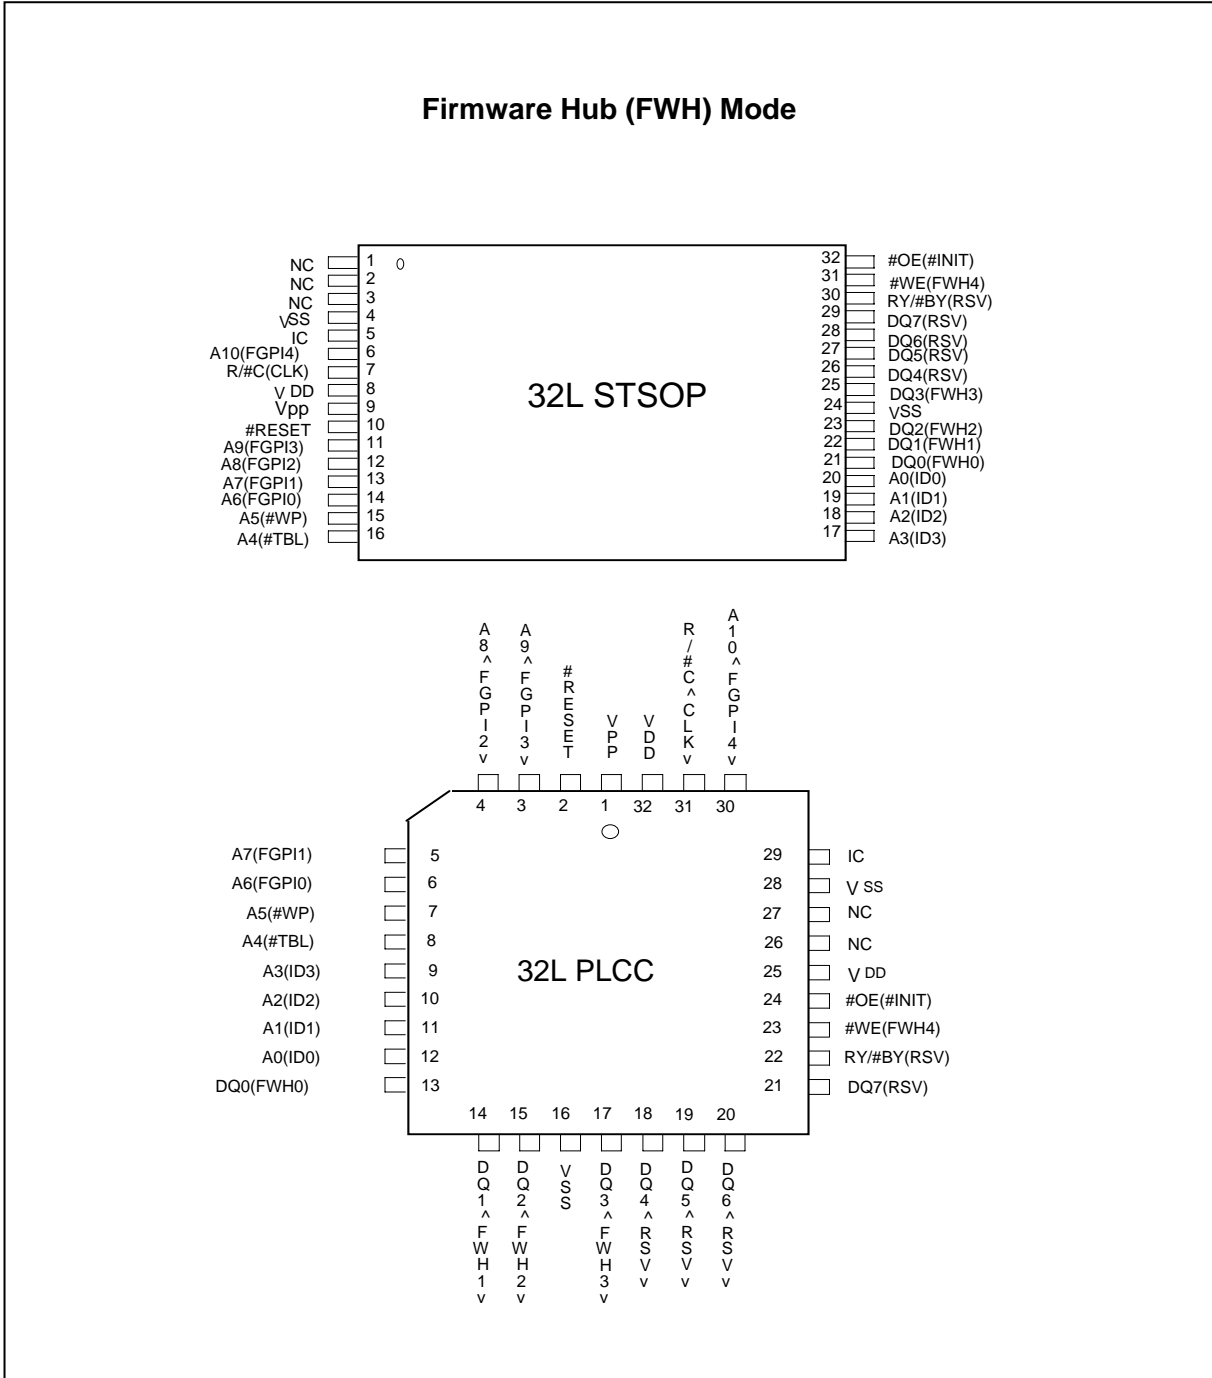 Firmware Hub (FWH) Mode
NC 1 32 #OE(#INIT)
NC 2 31 #WE(FWH4)
NC 3 30 RY/#BY(RSV)
VSS 4 29 DQ7(RSV)
IC 5 28 DQ6(RSV)
A10(FGPI4) 6 27 DQ5(RSV)
R/#C(CLK) 7 26 DQ4(RSV)
VDD 8 25 DQ3(FWH3)
Vpp 9 24 VSS
#RESET 10 23 DQ2(FWH2)
A9(FGPI3) 11 22 DQ1(FWH1)
A8(FGPI2) 12 21 DQ0(FWH0)
A7(FGPI1) 13 20 A0(ID0)
A6(FGPI0) 14 19 A1(ID1)
A5(#WP) 15 18 A2(ID2)
A4(#TBL) 16 17 A3(ID3)
32L STSOP
A8^FGPI2v
A9^FGPI3v
#RESET
VPP
VDD
R/#C^CLKv
A10^FGPI4v
4 3 2 1 32 31 30
A7(FGPI1) 5 29 IC
A6(FGPI0) 6 28 VSS
A5(#WP) 7 27 NC
A4(#TBL) 8 26 NC
A3(ID3) 9 25 VDD
A2(ID2) 10 24 #OE(#INIT)
A1(ID1) 11 23 #WE(FWH4)
A0(ID0) 12 22 RY/#BY(RSV)
DQ0(FWH0) 13 21 DQ7(RSV)
32L PLCC
14 15 16 17 18 19 20
DQ1^FWH1v
DQ2^FWH2v
VSS
DQ3^FWH3v
DQ4^RSVv
DQ5^RSVv
DQ6^RSVv